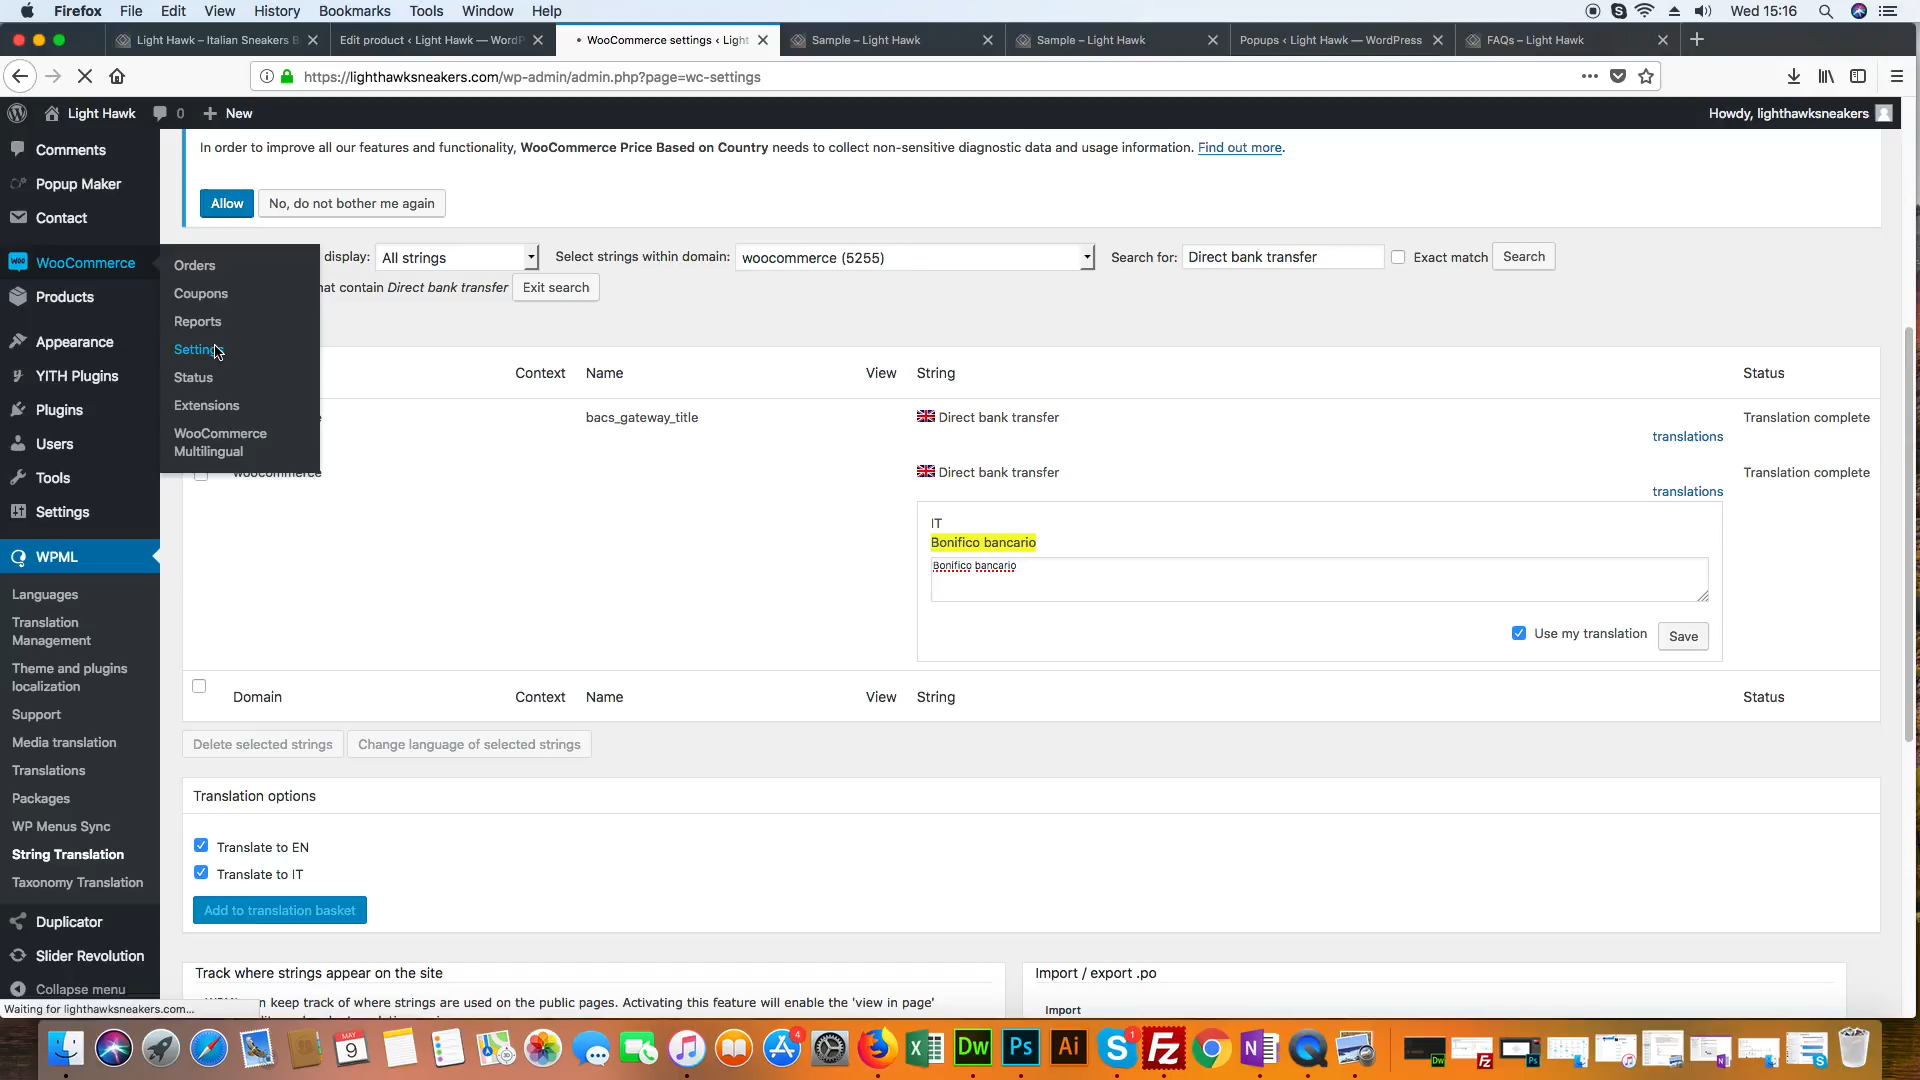 Firefox File Edit View History Bookmarks Tools Window Help Wed 15:16
Light Hawk – Italian Sneakers B
Edit product ‹ Light Hawk — WordP
WooCommerce settings ‹ Light
Sample – Light Hawk
Sample – Light Hawk
Popups ‹ Light Hawk — WordPress
FAQs – Light Hawk
https://lighthawksneakers.com/wp-admin/admin.php?page=wc-settings
Light Hawk 0 New Howdy, lighthawksneakers
Comments
Popup Maker
Contact
WooCommerce
Products
Appearance
YITH Plugins
Plugins
Users
Tools
Settings
WPML
Languages
Translation
Management
Theme and plugins
localization
Support
Media translation
Translations
Packages
WP Menus Sync
String Translation
Taxonomy Translation
Duplicator
Slider Revolution
Collapse menu
Waiting for lighthawksneakers.com...
Orders
Coupons
Reports
Settings
Status
Extensions
WooCommerce
Multilingual
In order to improve all our features and functionality, WooCommerce Price Based on Country needs to collect non-sensitive diagnostic data and usage information. Find out more.
Allow No, do not bother me again
display: All strings Select strings within domain: woocommerce (5255) Search for: Direct bank transfer Exact match Search
hat contain Direct bank transfer Exit search
Context Name View String Status
bacs_gateway_title Direct bank transfer Translation complete
translations
woocommerce Direct bank transfer Translation complete
translations
IT
Bonifico bancario
Bonifico bancario
Use my translation Save
Domain Context Name View String Status
Delete selected strings Change language of selected strings
Translation options
Translate to EN
Translate to IT
Add to translation basket
Track where strings appear on the site
n keep track of where strings are used on the public pages. Activating this feature will enable the 'view in page'
Import / export .po
Import
MAY
9
4
Dw
Ps
Ai
1